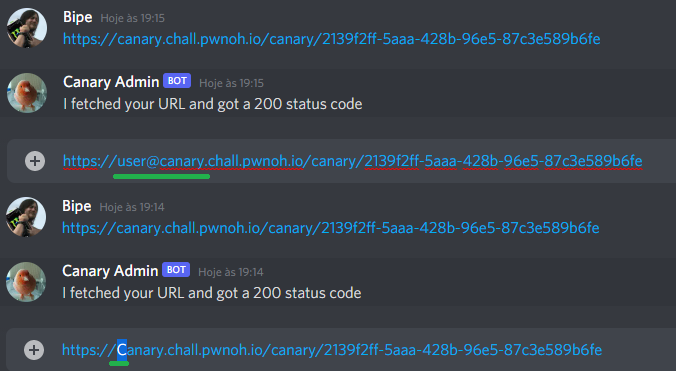 Bipe Hoje às 19:15
https://canary.chall.pwnoh.io/canary/2139f2ff-5aaa-428b-96e5-87c3e589b6fe
Canary Admin BOT Hoje às 19:15
I fetched your URL and got a 200 status code
https://user@canary.chall.pwnoh.io/canary/2139f2ff-5aaa-428b-96e5-87c3e589b6fe
Bipe Hoje às 19:14
https://canary.chall.pwnoh.io/canary/2139f2ff-5aaa-428b-96e5-87c3e589b6fe
Canary Admin BOT Hoje às 19:14
I fetched your URL and got a 200 status code
https://Canary.chall.pwnoh.io/canary/2139f2ff-5aaa-428b-96e5-87c3e589b6fe